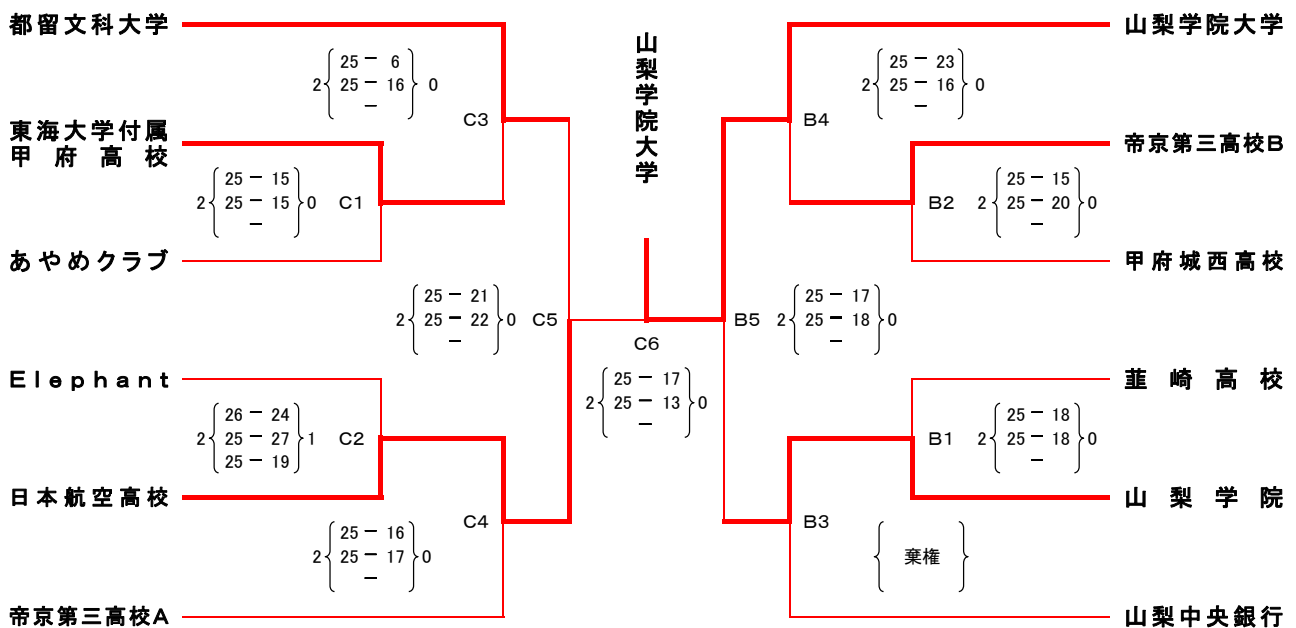 都留文科大学
2 25 － 6 0
25 － 16
－
C3
東海大学付属
甲府高校
2 25 － 15 0
25 － 15
－
C1
あやめクラブ
2 25 － 21 0
25 － 22
－
C5
Elephant
2 26 － 24 1
25 － 27
25 － 19
C2
日本航空高校
C4
2 25 － 16 0
25 － 17
－
帝京第三高校A
山梨学院大学
C6
2 25 － 17 0
25 － 13
－
山梨学院大学
2 25 － 23 0
25 － 16
－
B4
帝京第三高校B
B2
2 25 － 15 0
25 － 20
－
甲府城西高校
B5
2 25 － 17 0
25 － 18
－
韮崎高校
B1
2 25 － 18 0
25 － 18
－
山梨学院
B3
棄権
山梨中央銀行